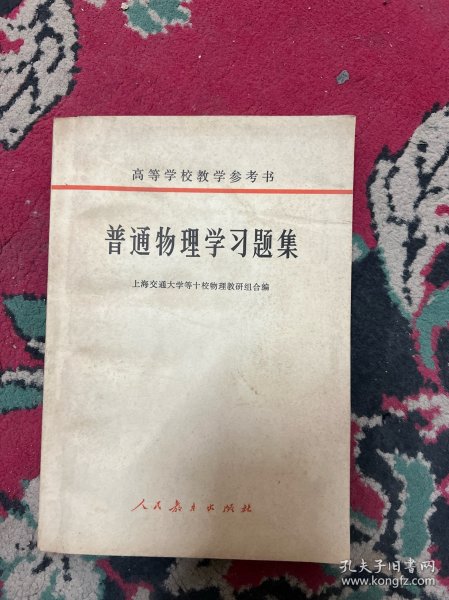 高等学校教学参考书
普通物理学习题集
上海交通大学等十校物理教研组合编
人民教育出版社
孔夫子旧书网
www.kongfz.com